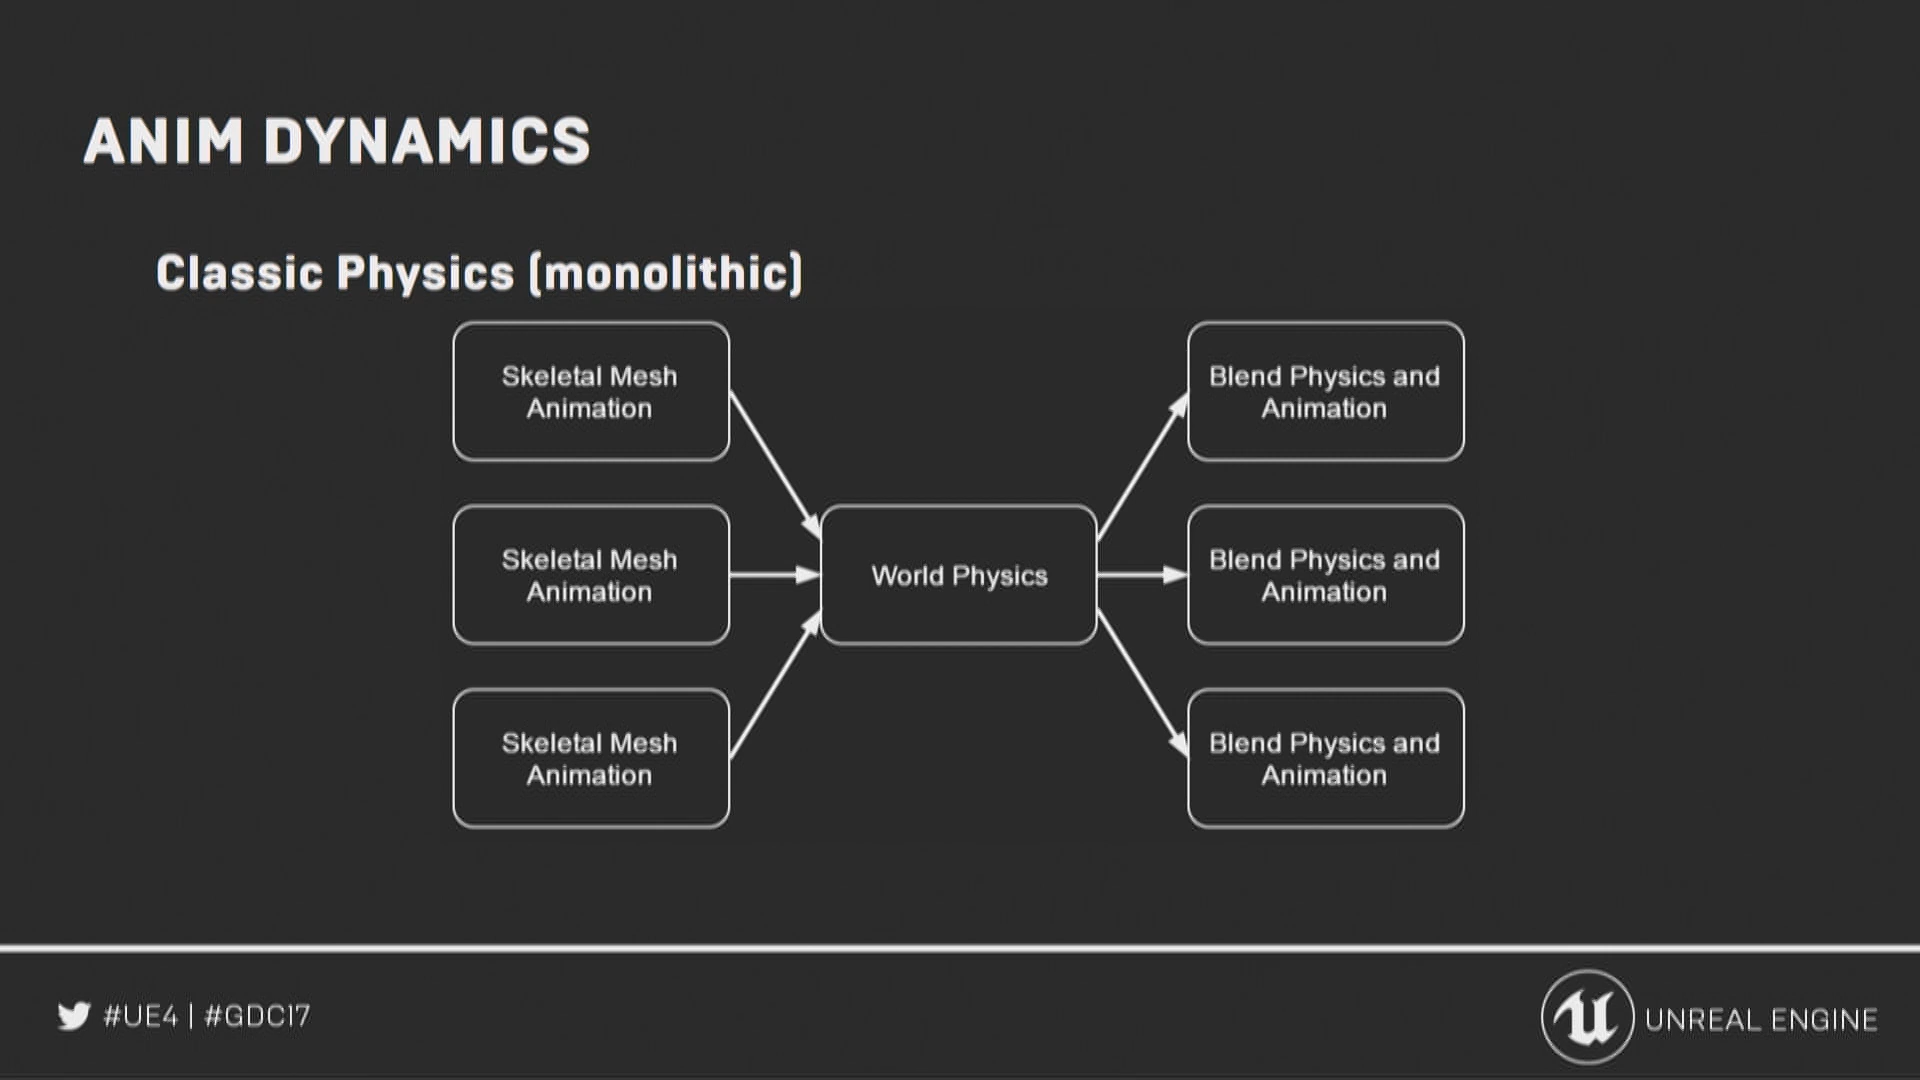 ANIM DYNAMICS
Classic Physics (monolithic)
Skeletal Mesh
Animation
Blend Physics and
Animation
Skeletal Mesh
Animation
World Physics
Blend Physics and
Animation
Skeletal Mesh
Animation
Blend Physics and
Animation
#UE4 | #GDC17
UNREAL ENGINE